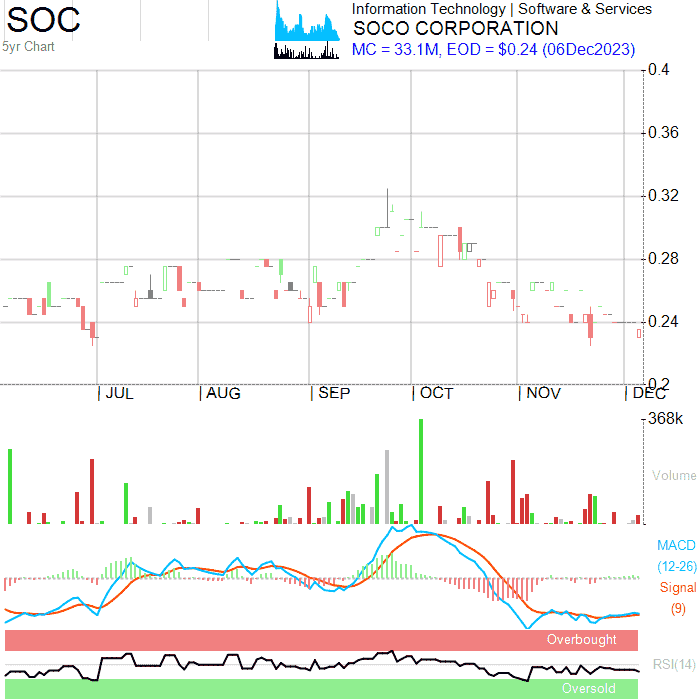 SOC
Information Technology | Software & Services
SOCO CORPORATION
5yr Chart
MC = 33.1M, EOD = $0.24 (06Dec2023)
0.4
0.36
0.32
0.28
0.24
0.2
| JUL | AUG | SEP | OCT | NOV | DEC
368k
Volume
MACD
(12-26)
Signal
(9)
Overbought
RSI(14)
Oversold